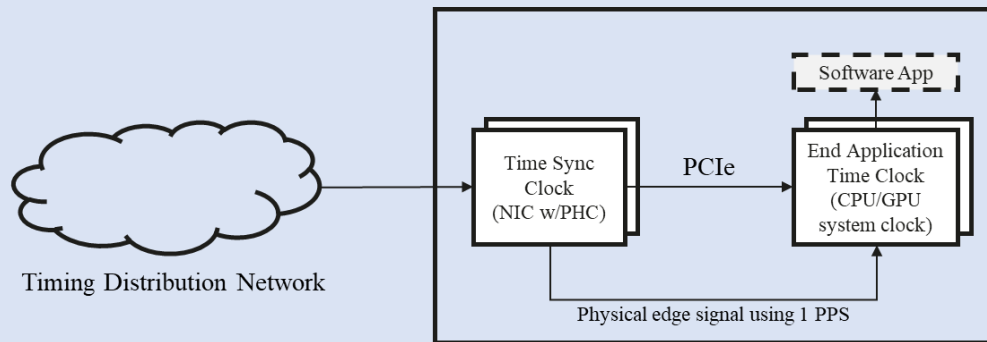 Software App
Time Sync
Clock
(NIC w/PHC)
PCIe
End Application
Time Clock
(CPU/GPU
system clock)
Timing Distribution Network
Physical edge signal using 1 PPS